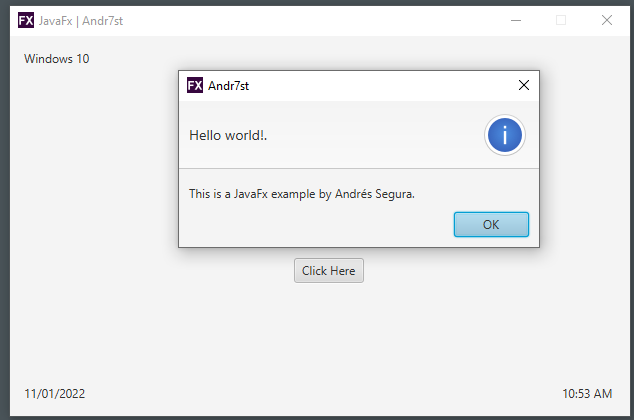 FX JavaFx | Andr7st
Windows 10
FX Andr7st
Hello world!.
i
This is a JavaFx example by Andrés Segura.
OK
Click Here
11/01/2022
10:53 AM